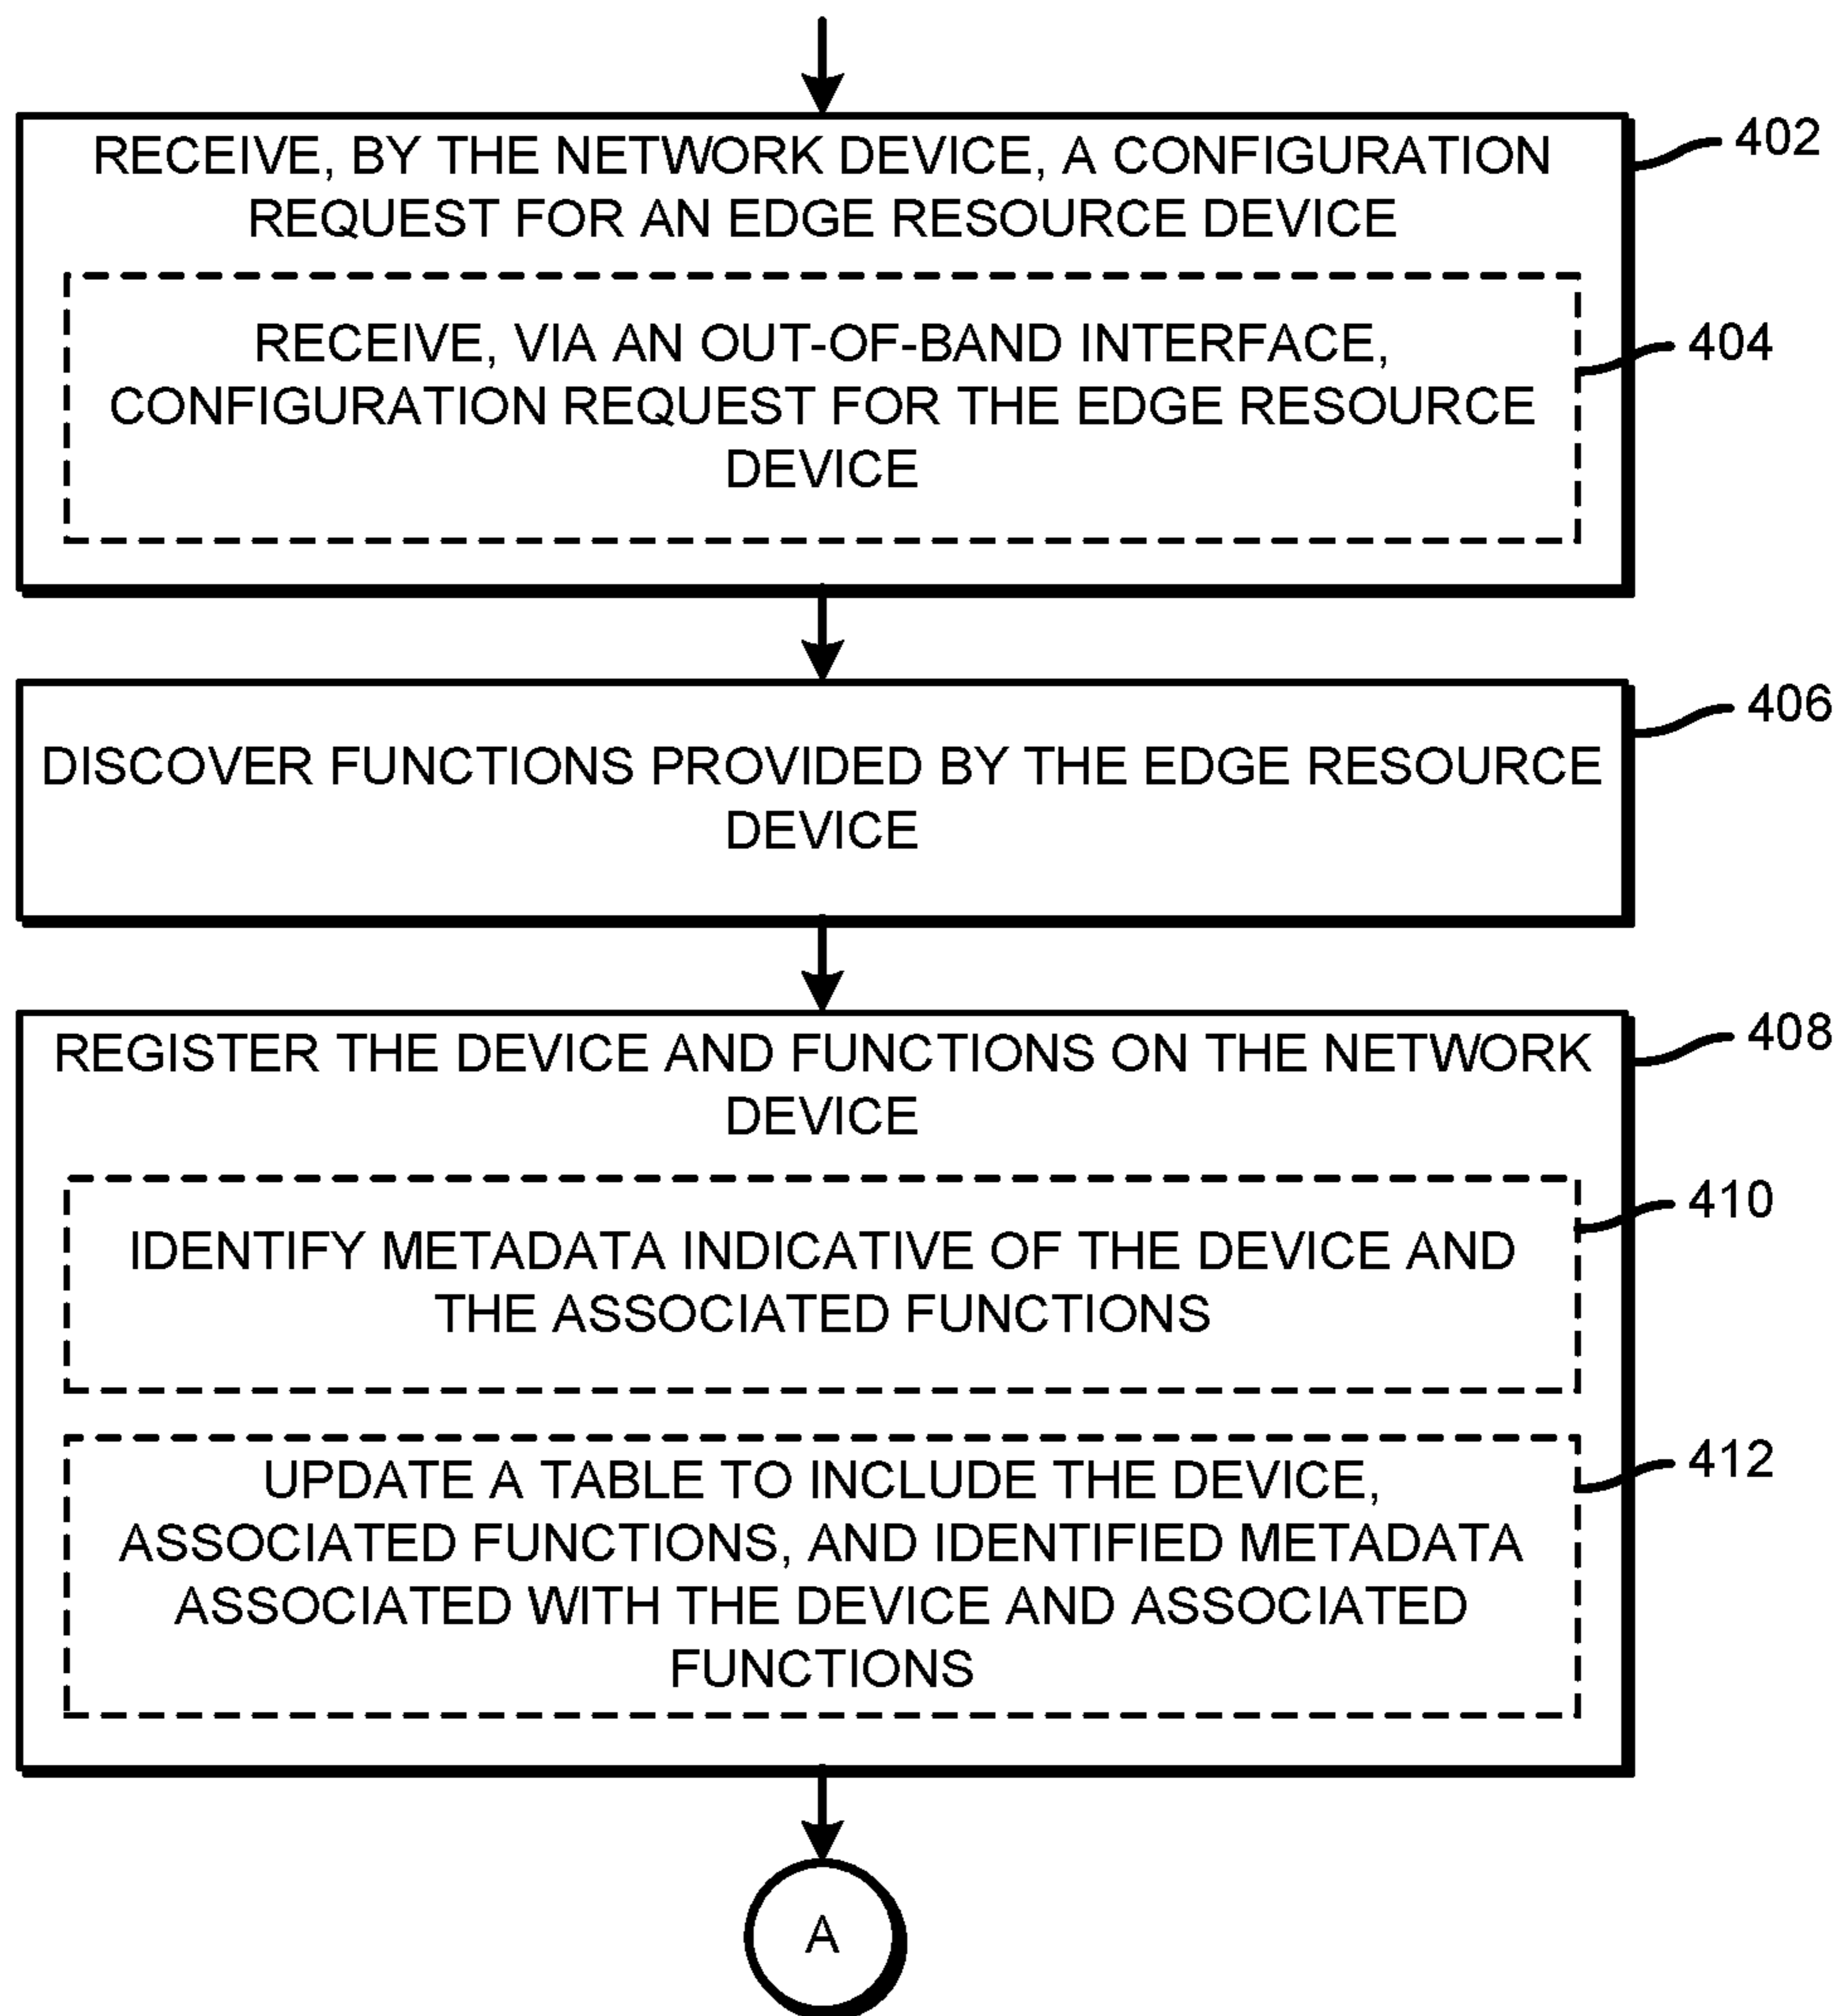 RECEIVE, BY THE NETWORK DEVICE, A CONFIGURATION
REQUEST FOR AN EDGE RESOURCE DEVICE
402
RECEIVE, VIA AN OUT-OF-BAND INTERFACE,
CONFIGURATION REQUEST FOR THE EDGE RESOURCE
DEVICE
404
DISCOVER FUNCTIONS PROVIDED BY THE EDGE RESOURCE
DEVICE
406
REGISTER THE DEVICE AND FUNCTIONS ON THE NETWORK
DEVICE
408
IDENTIFY METADATA INDICATIVE OF THE DEVICE AND
THE ASSOCIATED FUNCTIONS
410
UPDATE A TABLE TO INCLUDE THE DEVICE,
ASSOCIATED FUNCTIONS, AND IDENTIFIED METADATA
ASSOCIATED WITH THE DEVICE AND ASSOCIATED
FUNCTIONS
412
A